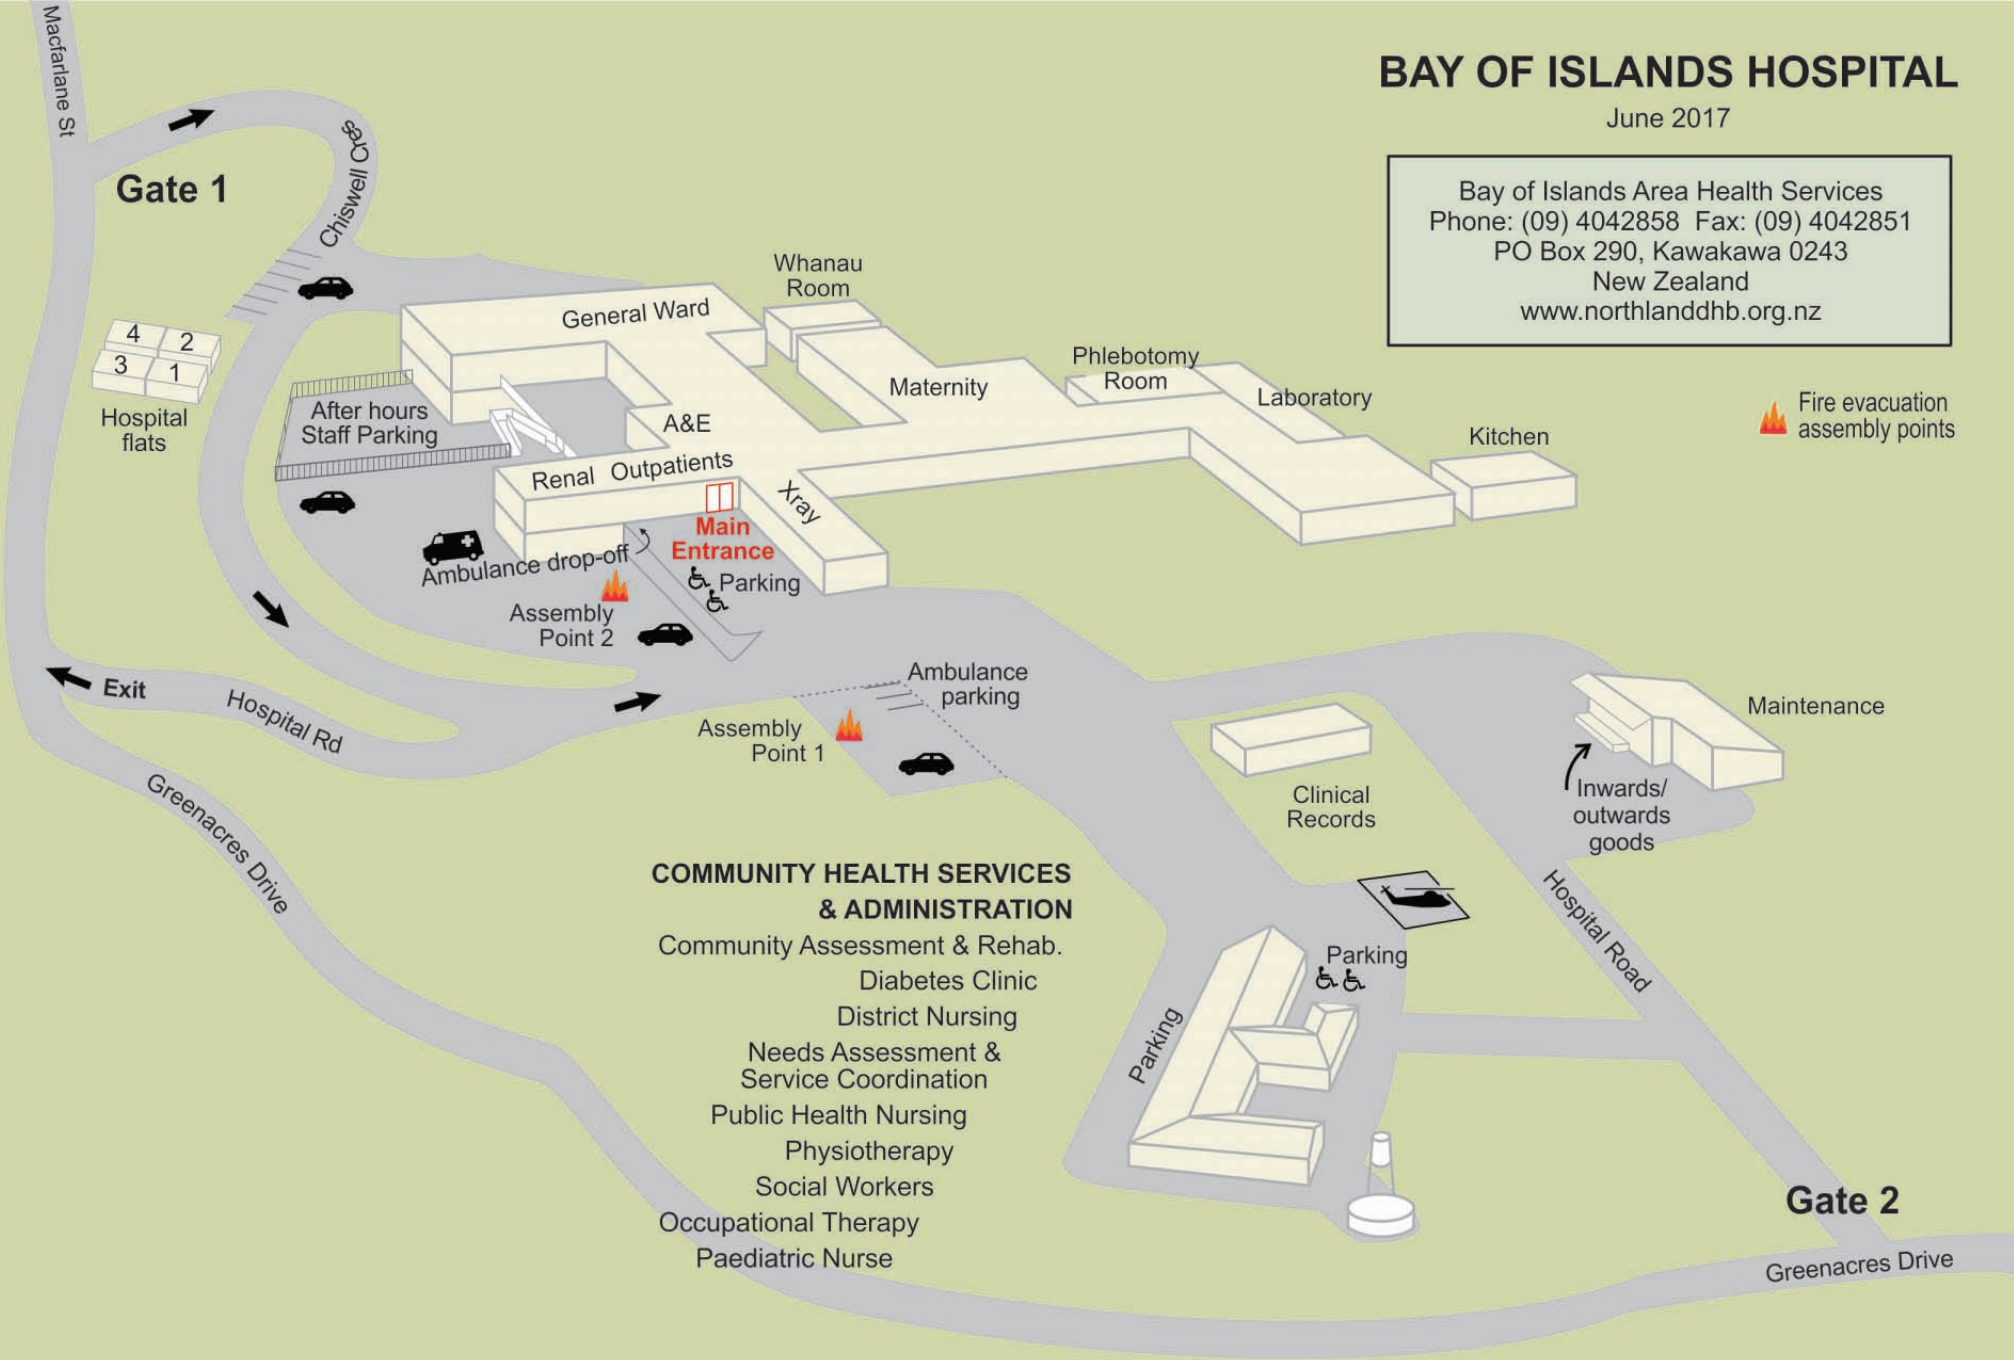 BAY OF ISLANDS HOSPITAL
June 2017
Bay of Islands Area Health Services
Phone: (09) 4042858 Fax: (09) 4042851
PO Box 290, Kawakawa 0243
New Zealand
www.northlanddhb.org.nz
Fire evacuation
assembly points
Macfarlane St
Gate 1
Chiswell Cres
4
2
3
1
Hospital
flats
General Ward
Whanau
Room
Maternity
Phlebotomy
Room
Laboratory
Kitchen
After hours
Staff Parking
A&E
Renal Outpatients
Xray
Main
Entrance
Ambulance drop-off
Parking
Assembly
Point 2
Exit
Hospital Rd
Ambulance
parking
Assembly
Point 1
Greenacres Drive
Maintenance
Inwards/
outwards
goods
Clinical
Records
Hospital Road
COMMUNITY HEALTH SERVICES
& ADMINISTRATION
Community Assessment & Rehab.
Diabetes Clinic
District Nursing
Needs Assessment &
Service Coordination
Public Health Nursing
Physiotherapy
Social Workers
Occupational Therapy
Paediatric Nurse
Parking
Parking
Gate 2
Greenacres Drive